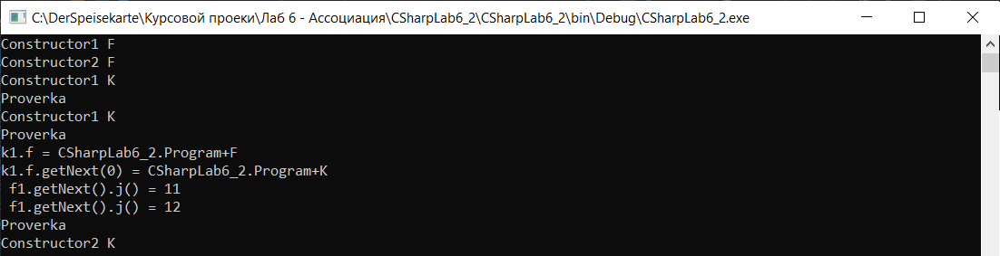 C:\DerSpeisekarte\Курсовой проеки\Лаб 6 - Ассоциация\CSharpLab6_2\CSharpLab6_2\bin\Debug\CSharpLab6_2.exe
Constructor1 F
Constructor2 F
Constructor1 K
Proverka
Constructor1 K
Proverka
k1.f = CSharpLab6_2.Program+F
k1.f.getNext(0) = CSharpLab6_2.Program+K
 f1.getNext().j() = 11
 f1.getNext().j() = 12
Proverka
Constructor2 K